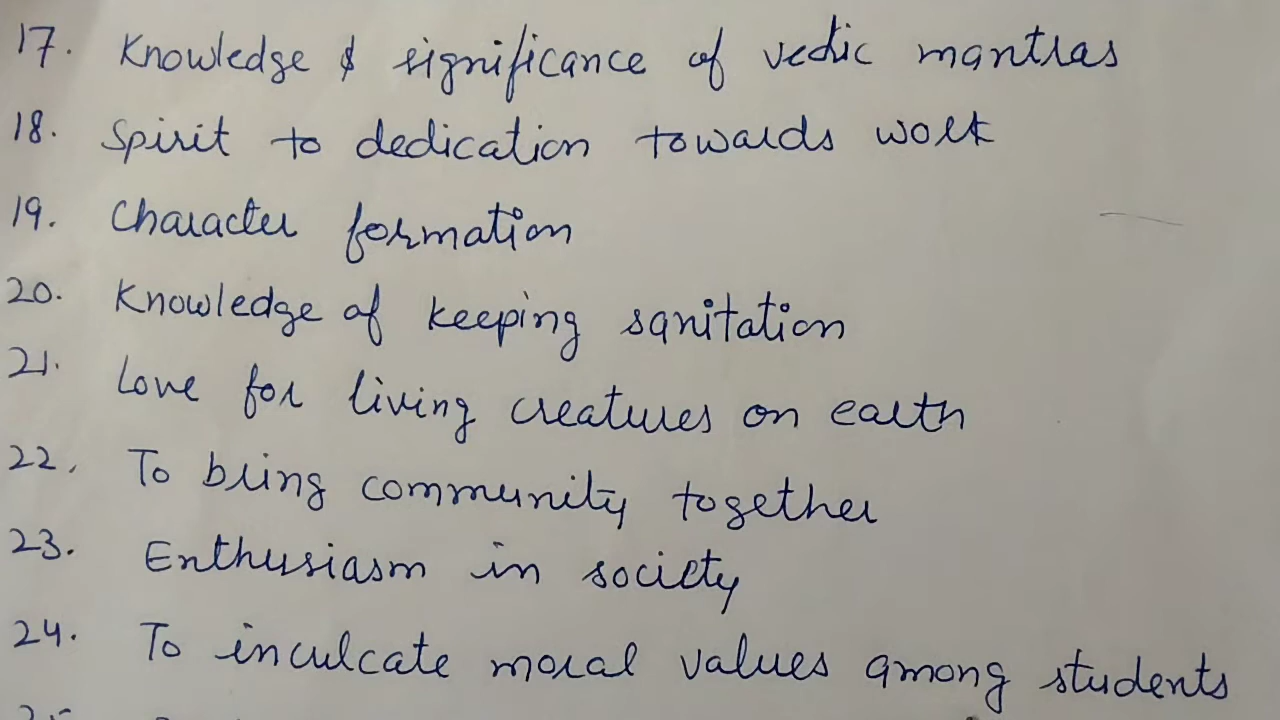 17. Knowledge & significance of vedic mantras
18. Spirit to dedication towards work
19. Character formation
20. Knowledge of keeping sanitation
21. Love for living creatures on earth
22. To bring community together
23. Enthusiasm in society
24. To inculcate moral values among students